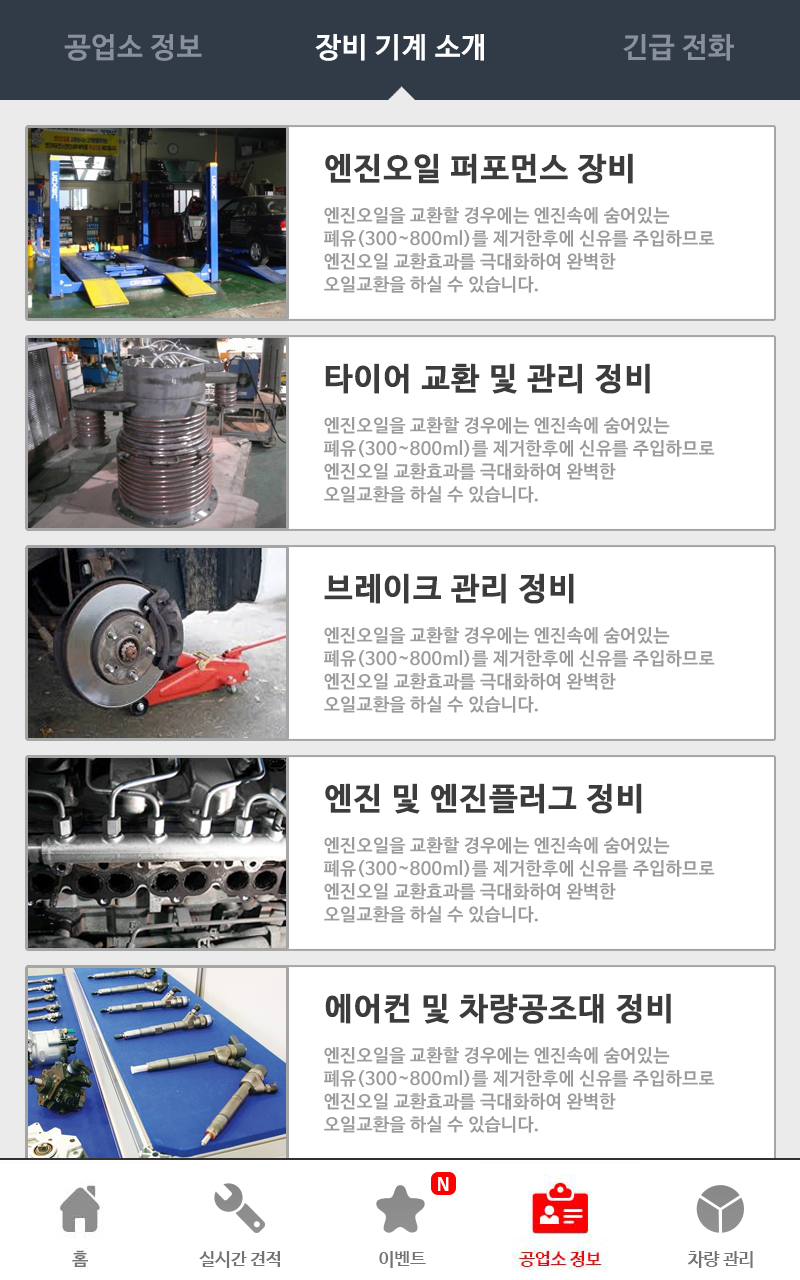 공업소 정보
장비 기계 소개
긴급 전화
엔진오일 퍼포먼스 장비
엔진오일을 교환할 경우에는 엔진속에 숨어있는
폐유(300~800ml)를 제거한후에 신유를 주입하므로
엔진오일 교환효과를 극대화하여 완벽한
오일교환을 하실 수 있습니다.
타이어 교환 및 관리 정비
엔진오일을 교환할 경우에는 엔진속에 숨어있는
폐유(300~800ml)를 제거한후에 신유를 주입하므로
엔진오일 교환효과를 극대화하여 완벽한
오일교환을 하실 수 있습니다.
브레이크 관리 정비
엔진오일을 교환할 경우에는 엔진속에 숨어있는
폐유(300~800ml)를 제거한후에 신유를 주입하므로
엔진오일 교환효과를 극대화하여 완벽한
오일교환을 하실 수 있습니다.
엔진 및 엔진플러그 정비
엔진오일을 교환할 경우에는 엔진속에 숨어있는
폐유(300~800ml)를 제거한후에 신유를 주입하므로
엔진오일 교환효과를 극대화하여 완벽한
오일교환을 하실 수 있습니다.
에어컨 및 차량공조대 정비
엔진오일을 교환할 경우에는 엔진속에 숨어있는
폐유(300~800ml)를 제거한후에 신유를 주입하므로
엔진오일 교환효과를 극대화하여 완벽한
오일교환을 하실 수 있습니다.
N
홈
실시간 견적
이벤트
공업소 정보
차량 관리